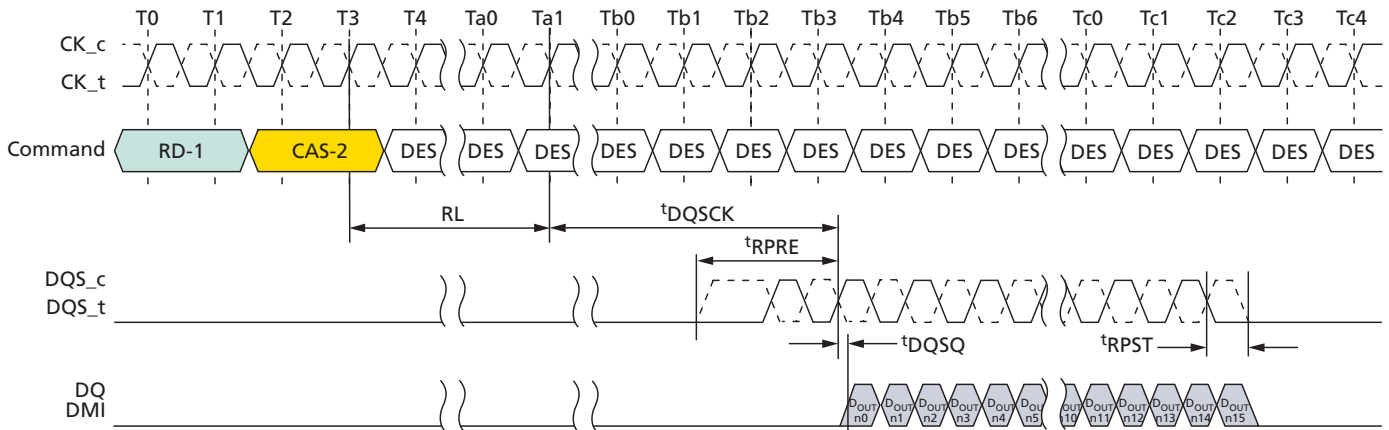 T0 T1 T2 T3 T4 Ta0 Ta1 Tb0 Tb1 Tb2 Tb3 Tb4 Tb5 Tb6 Tc0 Tc1 Tc2 Tc3 Tc4
CK_c
CK_t
Command RD-1 CAS-2 DES DES DES DES DES DES DES DES DES DES DES DES DES DES DES
RL tDQSCK
tRPRE
DQS_c
DQS_t
tDQSQ tRPST
DQ
DMI
DOUT n0 DOUT n1 DOUT n2 DOUT n3 DOUT n4 DOUT n5 DOUT n10 DOUT n11 DOUT n12 DOUT n13 DOUT n14 DOUT n15